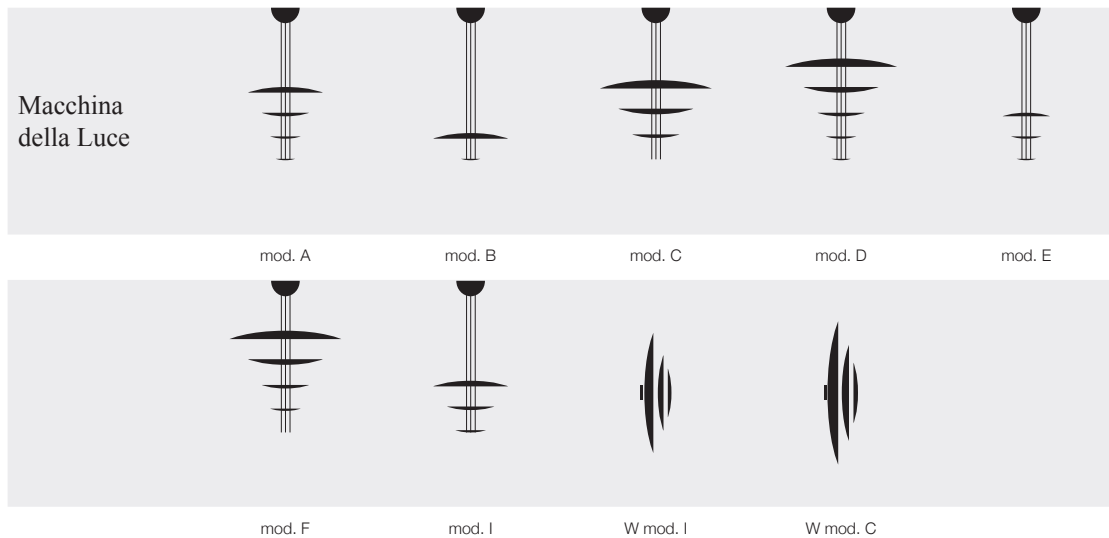 Macchina
della Luce
mod. A
mod. B
mod. C
mod. D
mod. E
mod. F
mod. I
W mod. I
W mod. C